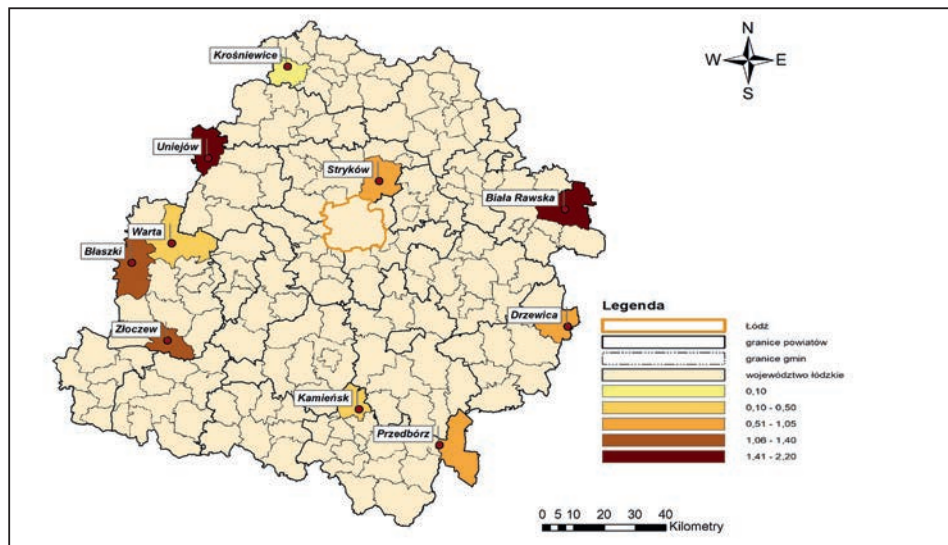 N
W E
S
Krośniewice
Uniejów
Stryków
Biała Rawska
Warta
Błaszki
Złoczew
Drzewica
Kamieńsk
Przedbórz
Legenda
Łódź
granice powiatów
granice gmin
województwo łódzkie
0,10
0,10 - 0,50
0,51 - 1,05
1,06 - 1,40
1,41 - 2,20
0 5 10 20 30 40
Kilometry